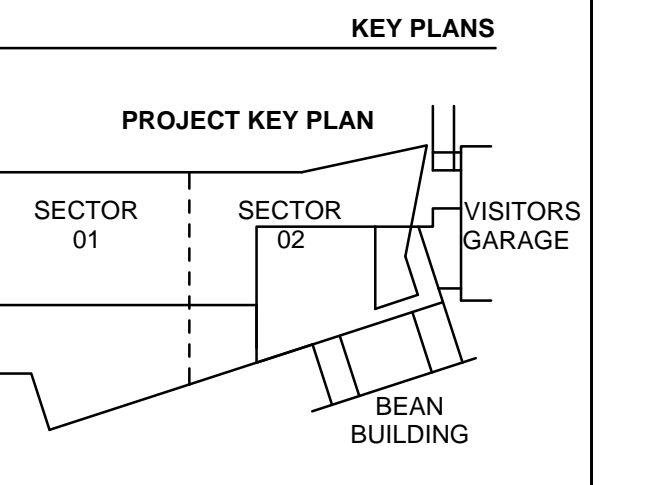 KEY PLANS
PROJECT KEY PLAN
SECTOR
01
SECTOR
02
VISITORS
GARAGE
BEAN
BUILDING